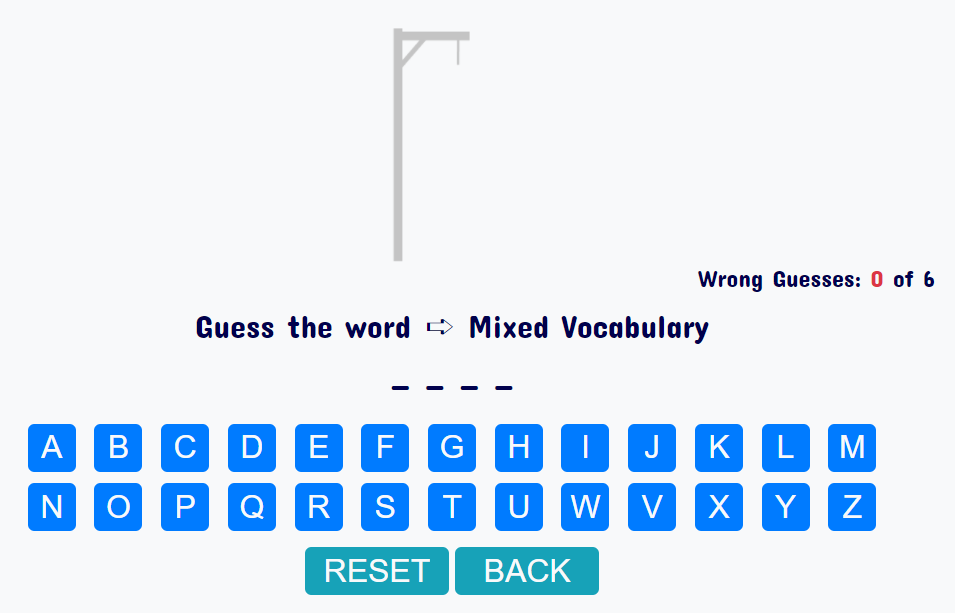 Wrong Guesses: 0 of 6
Guess the word ➪ Mixed Vocabulary
_ _ _ _
A B C D E F G H I J K L M
N O P Q R S T U W V X Y Z
RESET BACK